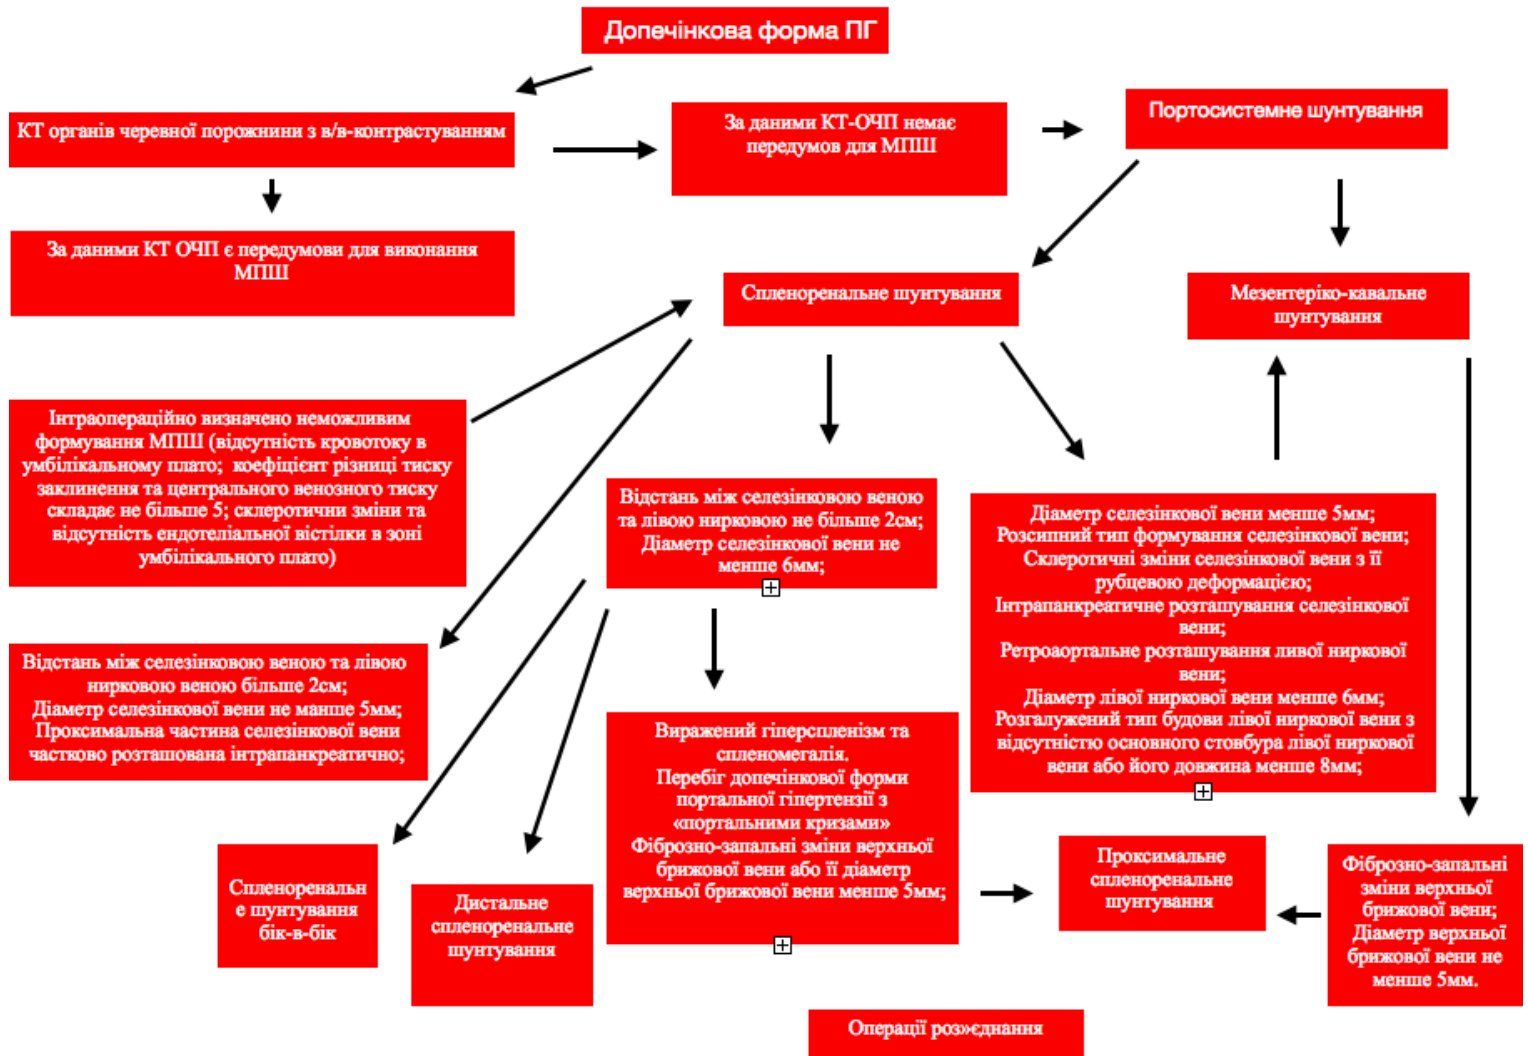 Допечінкова форма ПГ
КТ органів черевної порожнини з в/в-контрастуванням
За даними КТ-ОЧП немає
передумов для МПШ
Портосистемне шунтування
За даними КТ ОЧП є передумови для виконання
МПШ
Спленоренальне шунтування
Мезентеріко-кавальне
шунтування
Інтраопераційно визначено неможливим
формування МПШ (відсутність кровотоку в
умбілікальному плато; коефіцієнт різниці тиску
заклинення та центрального венозного тиску
складає не більше 5; склеротични зміни та
відсутність ендотеліальної вістілки в зоні
умбілікального плато)
Відстань між селезінковою веною
та лівою нирковою не більше 2см;
Діаметр селезінкової вени не
менше 6мм;
Діаметр селезінкової вени менше 5мм;
Розсипний тип формування селезінкової вени;
Склеротичні зміни селезінкової вени з її
рубцевою деформацією;
Інтрапанкреатичне розташування селезінкової
вени;
Ретроаортальне розташування ливої ниркової
вени;
Діаметр лівої ниркової вени менше 6мм;
Розгалужений тип будови лівої ниркової вени з
відсутністю основного стовбура лівої ниркової
вени або його довжина менше 8мм;
Відстань між селезінковою веною та лівою
нирковою веною більше 2см;
Діаметр селезінкової вени не манше 5мм;
Проксимальна частина селезінкової вени
частково розташована інтрапанкреатично;
Виражений гіперспленізм та
спленомегалія.
Перебіг допечінкової форми
портальної гіпертензії з
«портальними кризами»
Фіброзно-запальні зміни верхньої
брижової вени або її діаметр
верхньої брижової вени менше 5мм;
Спленоренальн
е шунтування
бік-в-бік
Дистальне
спленоренальне
шунтування
Проксимальне
спленоренальне
шунтування
Фіброзно-запальні
зміни верхньої
брижової вени;
Діаметр верхньої
брижової вени не
менше 5мм.
Операції роз»єднання